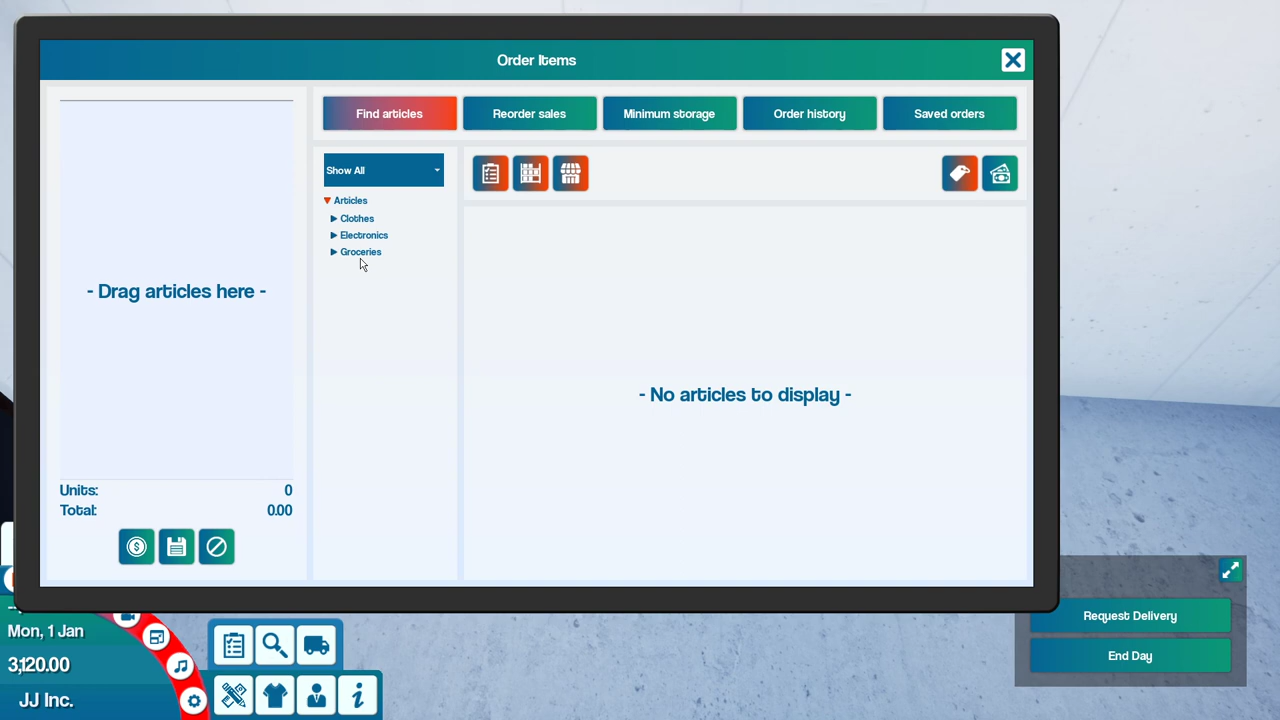 Order Items
Find articles
Reorder sales
Minimum storage
Order history
Saved orders
Show All
Articles
Clothes
Electronics
Groceries
- Drag articles here -
- No articles to display -
Units: 0
Total: 0.00
Request Delivery
End Day
Mon, 1 Jan
3,120.00
JJ Inc.